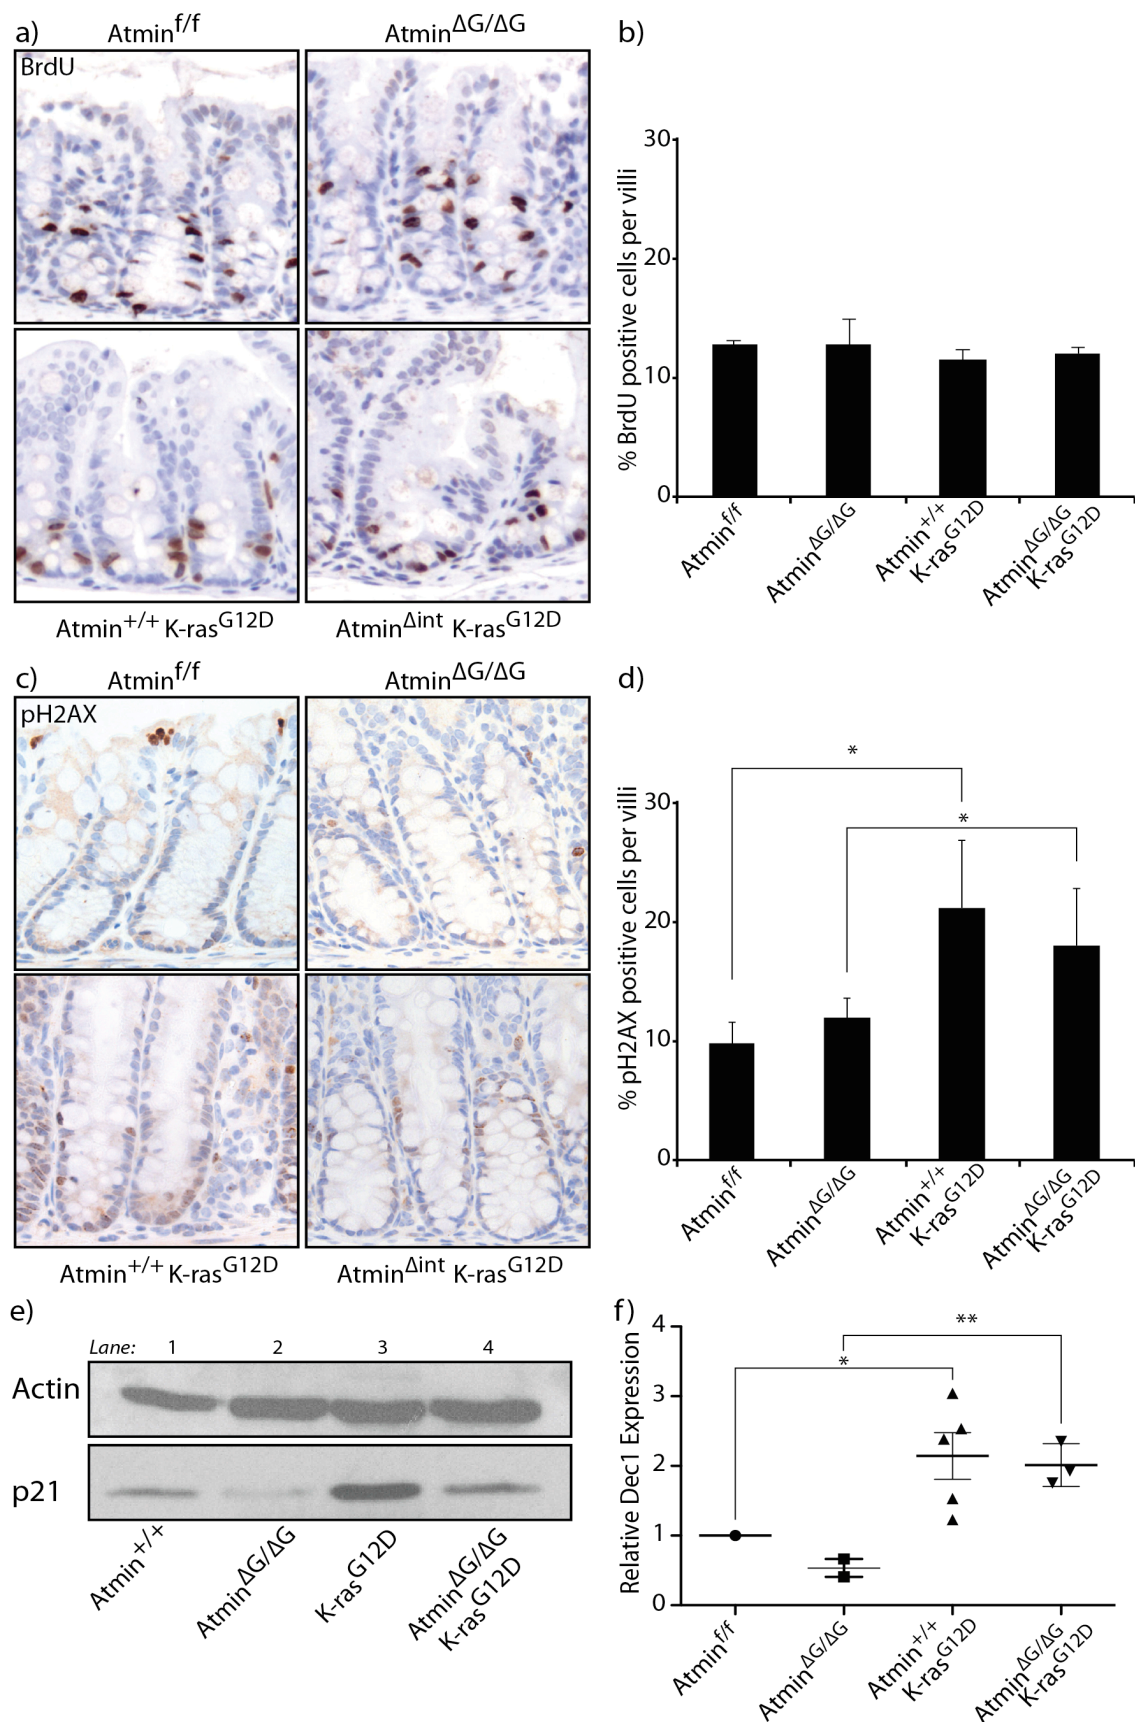 a)
Atmin^f/f
Atmin^ΔG/ΔG
BrdU
Atmin^+/+ K-ras^G12D
Atmin^Δint K-ras^G12D
b)
% BrdU positive cells per villi
30
20
10
0
Atmin^f/f
Atmin^ΔG/ΔG
Atmin^+/+
K-ras^G12D
Atmin^ΔG/ΔG
K-ras^G12D
c)
Atmin^f/f
Atmin^ΔG/ΔG
pH2AX
Atmin^+/+ K-ras^G12D
Atmin^Δint K-ras^G12D
d)
% pH2AX positive cells per villi
30
20
10
0
*
*
Atmin^f/f
Atmin^ΔG/ΔG
Atmin^+/+
K-ras^G12D
Atmin^ΔG/ΔG
K-ras^G12D
e)
Lane: 1 2 3 4
Actin
p21
Atmin^+/+
Atmin^ΔG/ΔG
K-ras^G12D
Atmin^ΔG/ΔG
K-ras^G12D
f)
Relative Dec1 Expression
4
3
2
1
0
**
*
Atmin^f/f
Atmin^ΔG/ΔG
Atmin^+/+
K-ras^G12D
Atmin^ΔG/ΔG
K-ras^G12D